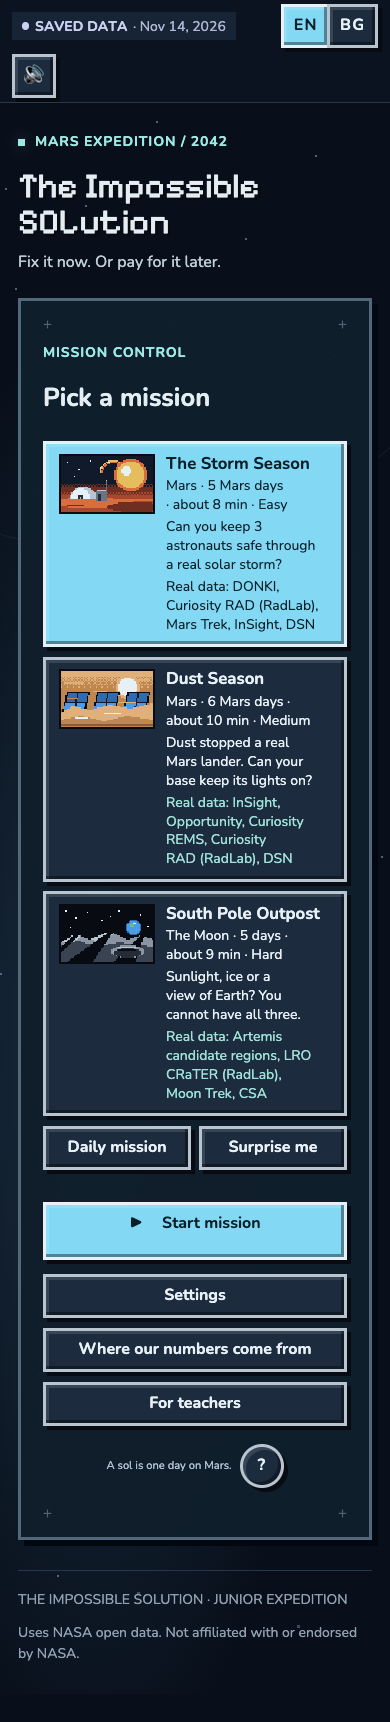 SAVED DATA · Nov 14, 2026
EN BG
MARS EXPEDITION / 2042
The Impossible
SOLution
Fix it now. Or pay for it later.
MISSION CONTROL
Pick a mission
The Storm Season
Mars · 5 Mars days
· about 8 min · Easy
Can you keep 3
astronauts safe through
a real solar storm?
Real data: DONKI,
Curiosity RAD (RadLab),
Mars Trek, InSight, DSN
Dust Season
Mars · 6 Mars days ·
about 10 min · Medium
Dust stopped a real
Mars lander. Can your
base keep its lights on?
Real data: InSight,
Opportunity, Curiosity
REMS, Curiosity
RAD (RadLab), DSN
South Pole Outpost
The Moon · 5 days ·
about 9 min · Hard
Sunlight, ice or a
view of Earth? You
cannot have all three.
Real data: Artemis
candidate regions, LRO
CRaTER (RadLab),
Moon Trek, CSA
Daily mission
Surprise me
Start mission
Settings
Where our numbers come from
For teachers
A sol is one day on Mars. ?
THE IMPOSSIBLE SOLUTION · JUNIOR EXPEDITION
Uses NASA open data. Not affiliated with or endorsed
by NASA.